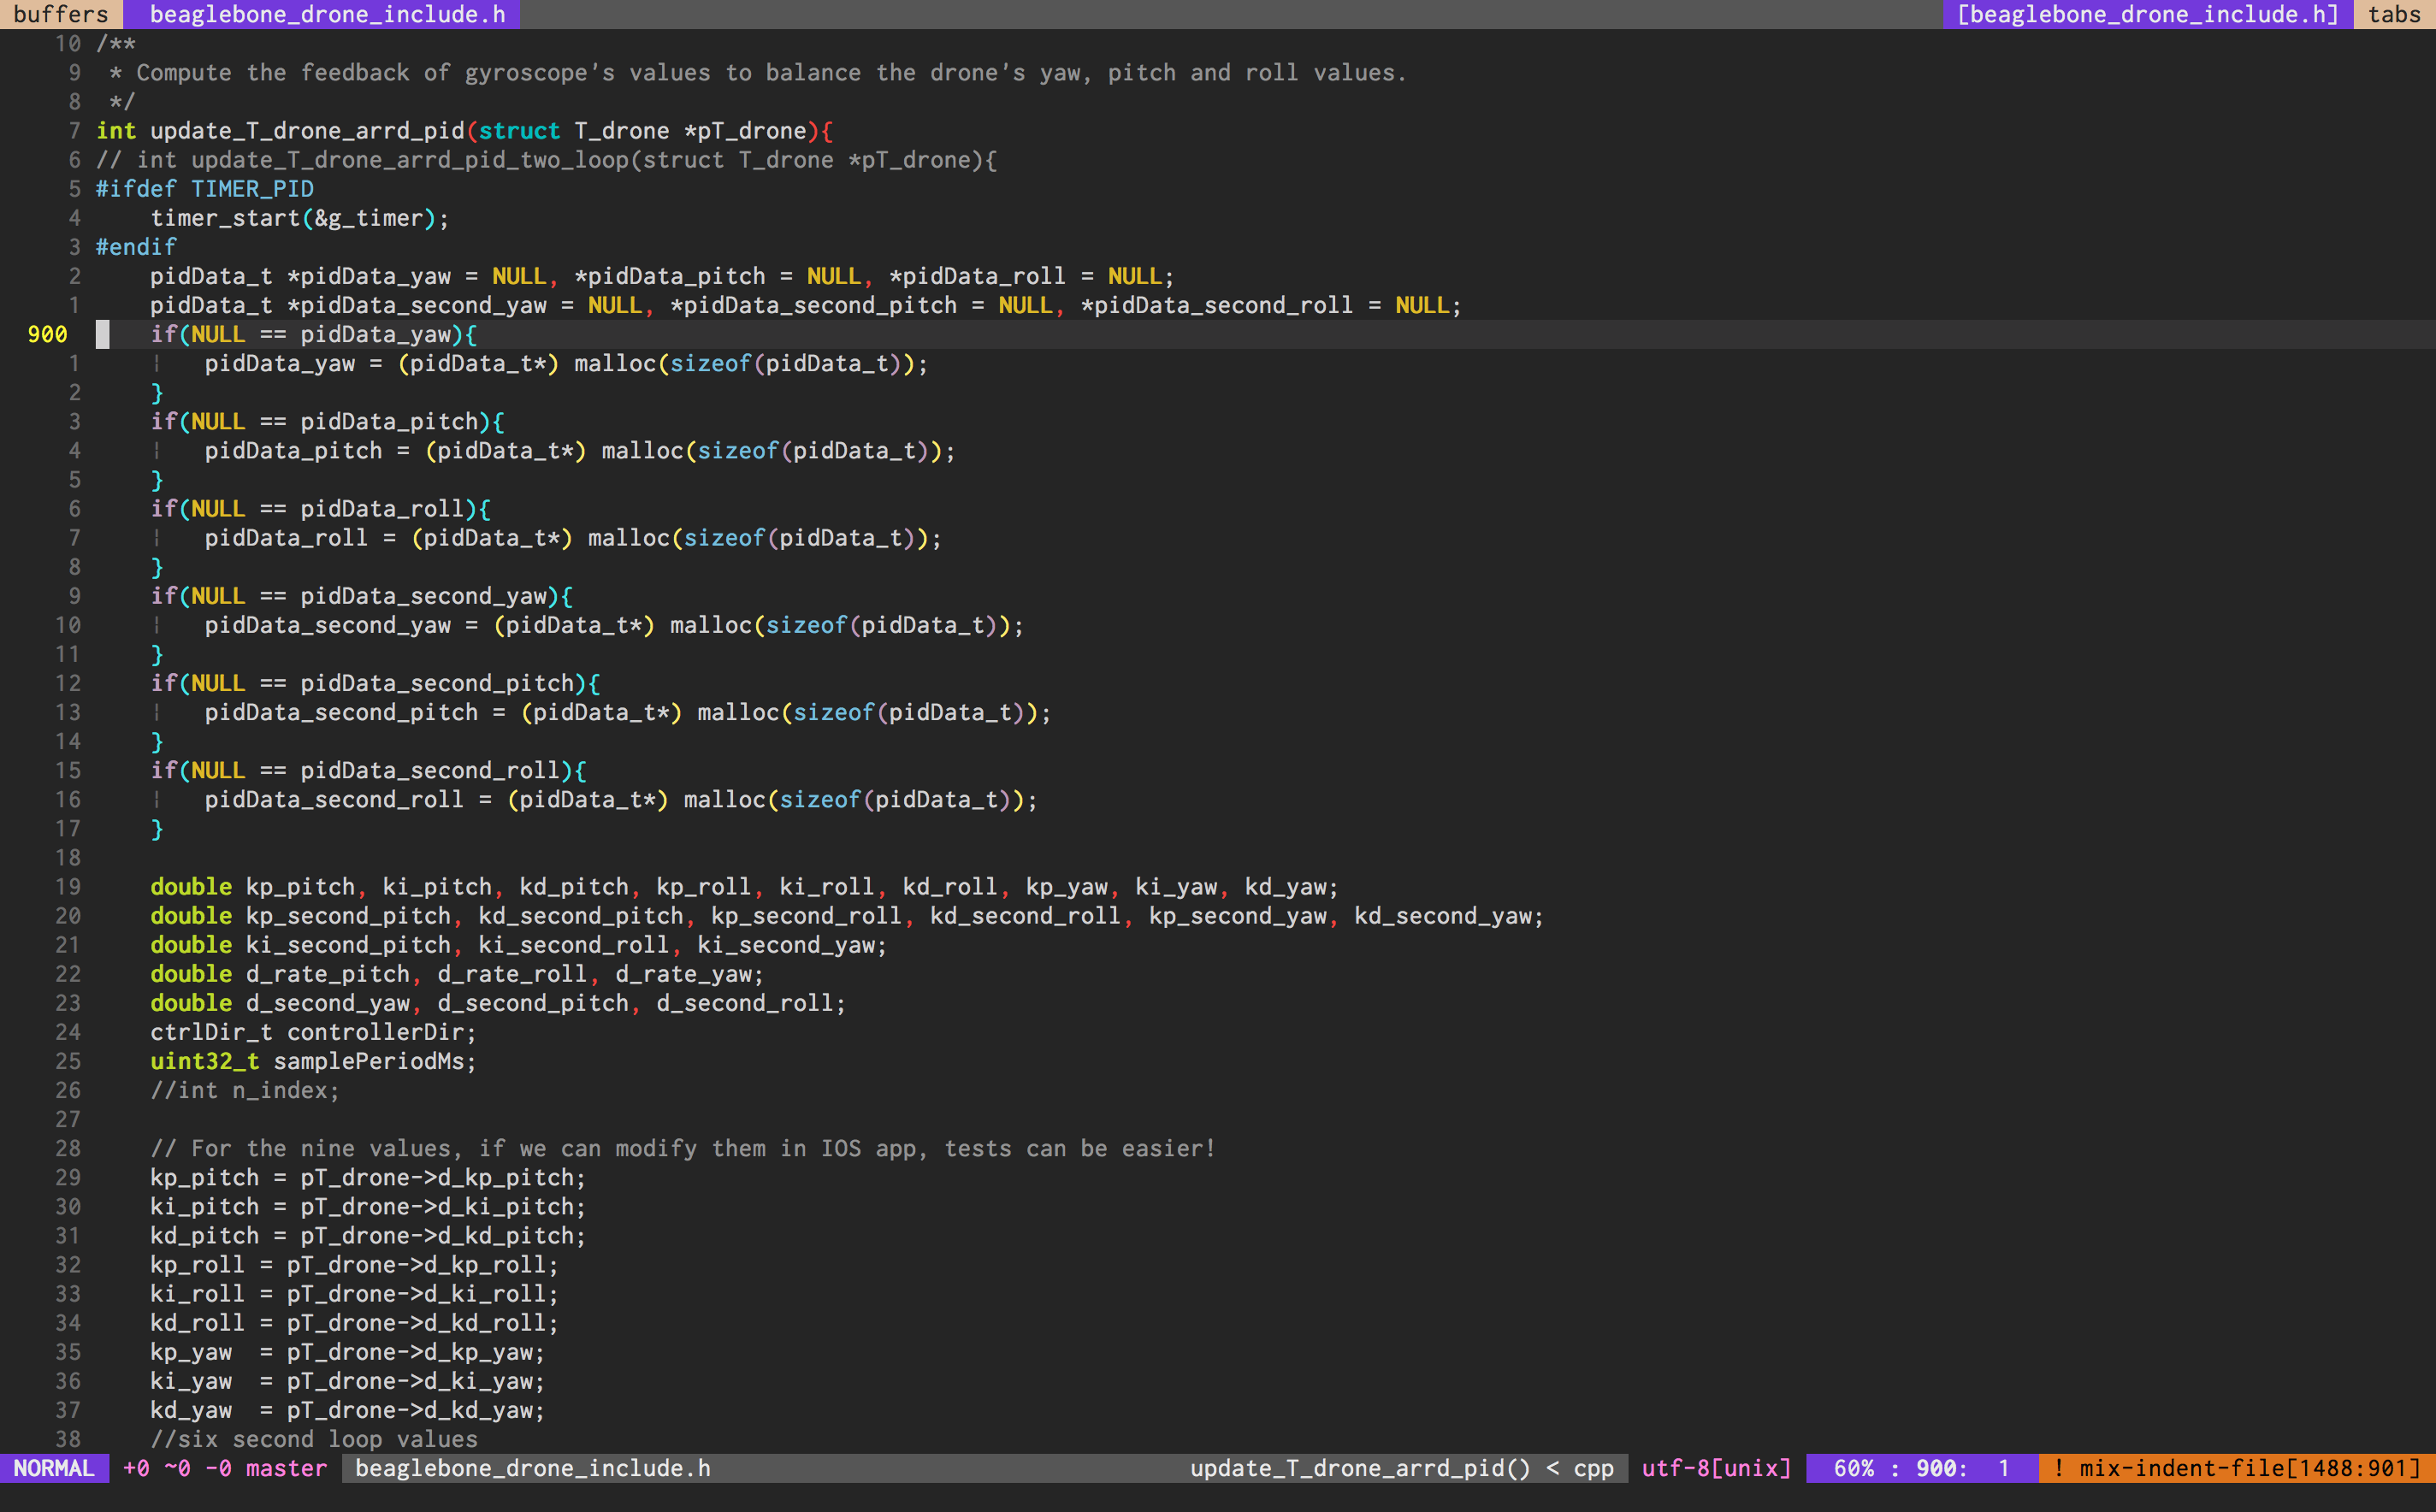 buffers beaglebone_drone_include.h [beaglebone_drone_include.h] tabs
10 /**
9  * Compute the feedback of gyroscope's values to balance the drone's yaw, pitch and roll values.
8  */
7 int update_T_drone_arrd_pid(struct T_drone *pT_drone){
6 // int update_T_drone_arrd_pid_two_loop(struct T_drone *pT_drone){
5 #ifdef TIMER_PID
4     timer_start(&g_timer);
3 #endif
2     pidData_t *pidData_yaw = NULL, *pidData_pitch = NULL, *pidData_roll = NULL;
1     pidData_t *pidData_second_yaw = NULL, *pidData_second_pitch = NULL, *pidData_second_roll = NULL;
900     if(NULL == pidData_yaw){
1     ¦   pidData_yaw = (pidData_t*) malloc(sizeof(pidData_t));
2     }
3     if(NULL == pidData_pitch){
4     ¦   pidData_pitch = (pidData_t*) malloc(sizeof(pidData_t));
5     }
6     if(NULL == pidData_roll){
7     ¦   pidData_roll = (pidData_t*) malloc(sizeof(pidData_t));
8     }
9     if(NULL == pidData_second_yaw){
10     ¦   pidData_second_yaw = (pidData_t*) malloc(sizeof(pidData_t));
11     }
12     if(NULL == pidData_second_pitch){
13     ¦   pidData_second_pitch = (pidData_t*) malloc(sizeof(pidData_t));
14     }
15     if(NULL == pidData_second_roll){
16     ¦   pidData_second_roll = (pidData_t*) malloc(sizeof(pidData_t));
17     }
18
19     double kp_pitch, ki_pitch, kd_pitch, kp_roll, ki_roll, kd_roll, kp_yaw, ki_yaw, kd_yaw;
20     double kp_second_pitch, kd_second_pitch, kp_second_roll, kd_second_roll, kp_second_yaw, kd_second_yaw;
21     double ki_second_pitch, ki_second_roll, ki_second_yaw;
22     double d_rate_pitch, d_rate_roll, d_rate_yaw;
23     double d_second_yaw, d_second_pitch, d_second_roll;
24     ctrlDir_t controllerDir;
25     uint32_t samplePeriodMs;
26     //int n_index;
27
28     // For the nine values, if we can modify them in IOS app, tests can be easier!
29     kp_pitch = pT_drone->d_kp_pitch;
30     ki_pitch = pT_drone->d_ki_pitch;
31     kd_pitch = pT_drone->d_kd_pitch;
32     kp_roll = pT_drone->d_kp_roll;
33     ki_roll = pT_drone->d_ki_roll;
34     kd_roll = pT_drone->d_kd_roll;
35     kp_yaw  = pT_drone->d_kp_yaw;
36     ki_yaw  = pT_drone->d_ki_yaw;
37     kd_yaw  = pT_drone->d_kd_yaw;
38     //six second loop values
NORMAL +0 ~0 -0 master beaglebone_drone_include.h update_T_drone_arrd_pid() < cpp utf-8[unix] 60% : 900: 1 ! mix-indent-file[1488:901]